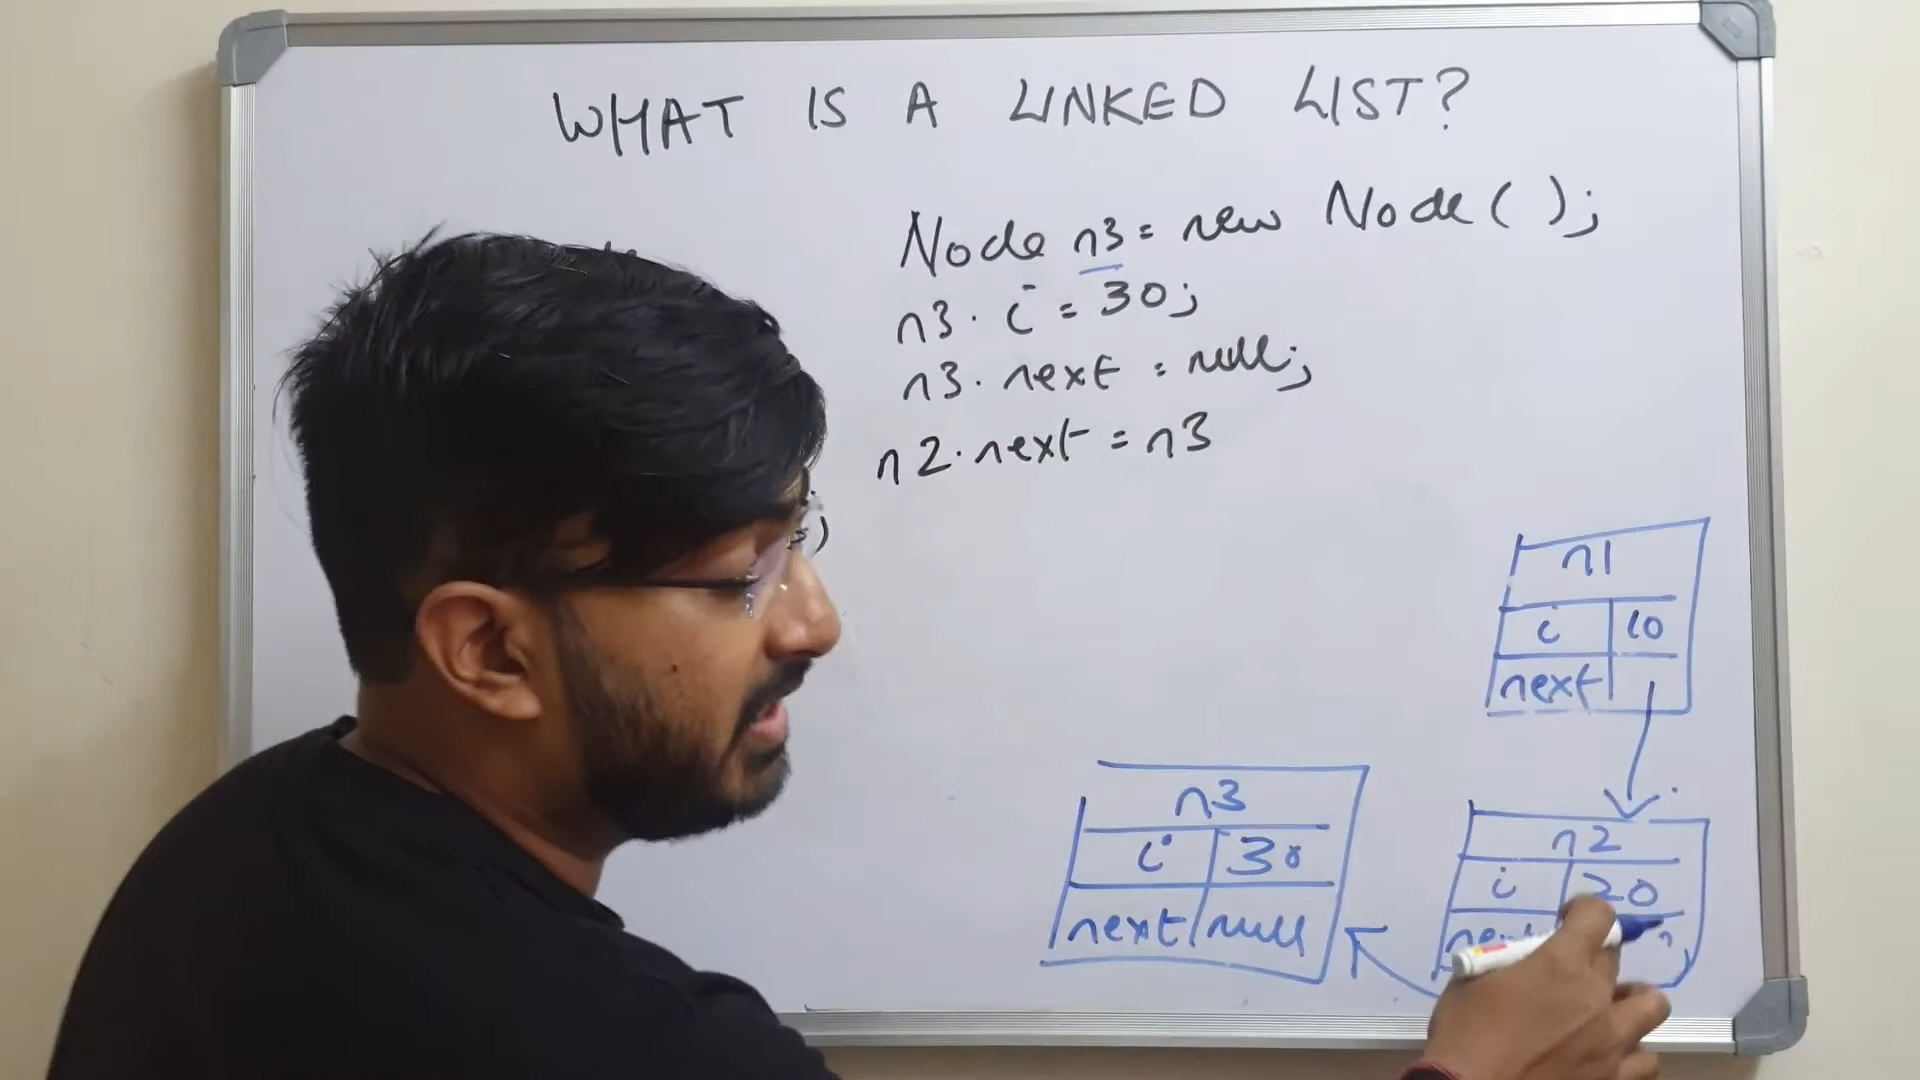 WHAT IS A LINKED LIST?
Node n3 = new Node ( );
n3. i = 30;
n3. next = null;
n2. next = n3
n1
i 10
next
n3
i 30
next null
n2
i 20